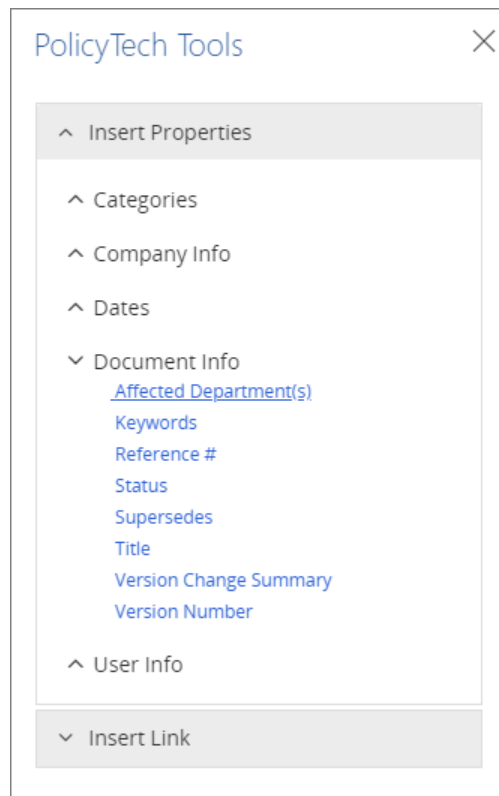 PolicyTech Tools
Insert Properties
Categories
Company Info
Dates
Document Info
Affected Department(s)
Keywords
Reference #
Status
Supersedes
Title
Version Change Summary
Version Number
User Info
Insert Link